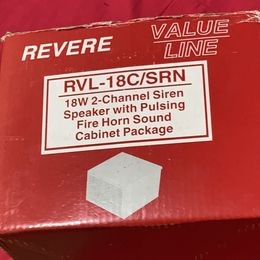 REVERE
VALUE
LINE
RVL-18C/SRN
18W 2-Channel Siren
Speaker with Pulsing
Fire Horn Sound
Cabinet Package